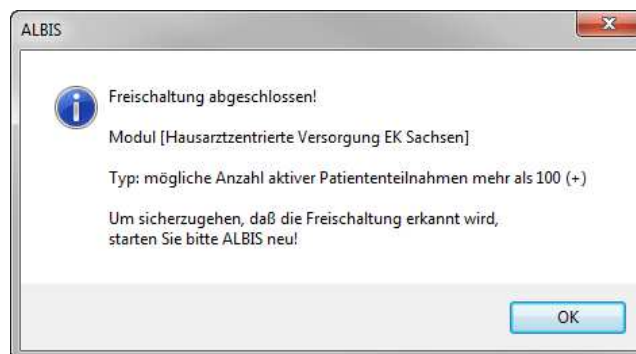 ALBIS
Freischaltung abgeschlossen!
Modul [Hausarztzentrierte Versorgung EK Sachsen]
Typ: mögliche Anzahl aktiver Patiententeilnahmen mehr als 100 (+)
Um sicherzugehen, daß die Freischaltung erkannt wird,
starten Sie bitte ALBIS neu!
OK